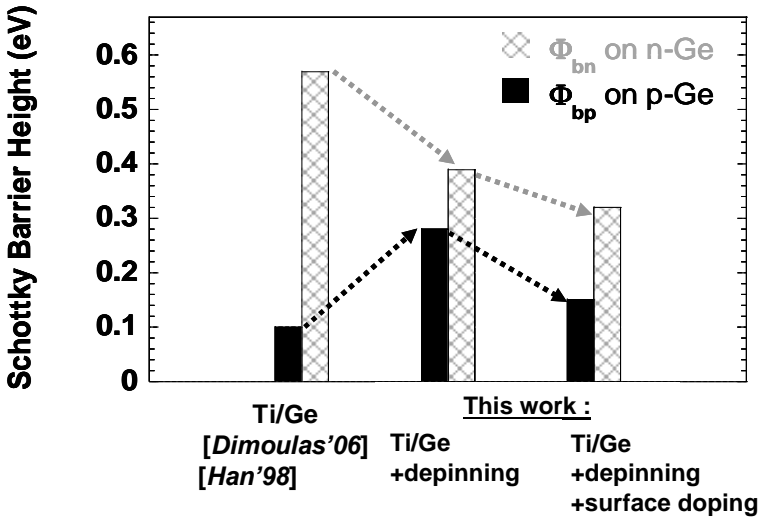 Schottky Barrier Height (eV)
0.6
0.5
0.4
0.3
0.2
0.1
0
Φbn on n-Ge
Φbp on p-Ge
Ti/Ge
[Dimoulas'06]
[Han'98]
This work :
Ti/Ge
+depinning
Ti/Ge
+depinning
+surface doping